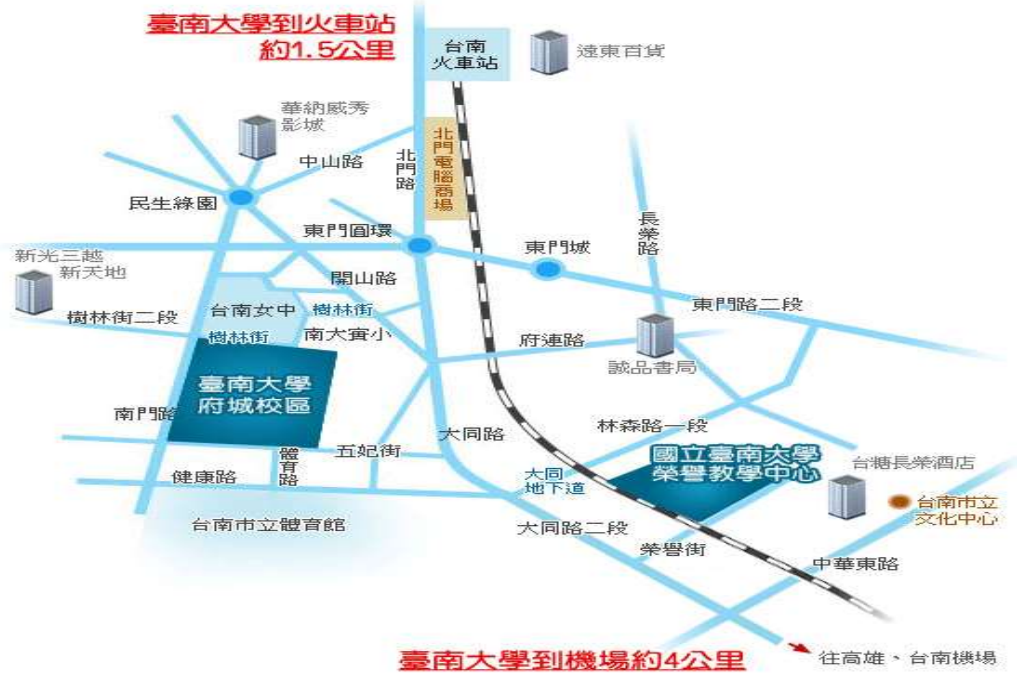 臺南大學到火車站
約1.5公里
台南
火車站
遠東百貨
華納威秀
影城
中山路
北門路
北門電腦商場
民生綠園
東門圓環
東門城
長榮路
新光三越
新天地
開山路
東門路二段
台南女中
樹林街
樹林街二段
樹林街
南大實小
府連路
誠品書局
臺南大學
府城校區
南門路
林森路一段
大同路
五妃街
體育路
國立臺南大學
榮譽教學中心
台糖長榮酒店
健康路
大同
地下道
台南市立
文化中心
台南市立體育館
大同路二段
榮譽街
中華東路
臺南大學到機場約4公里
往高雄、台南機場